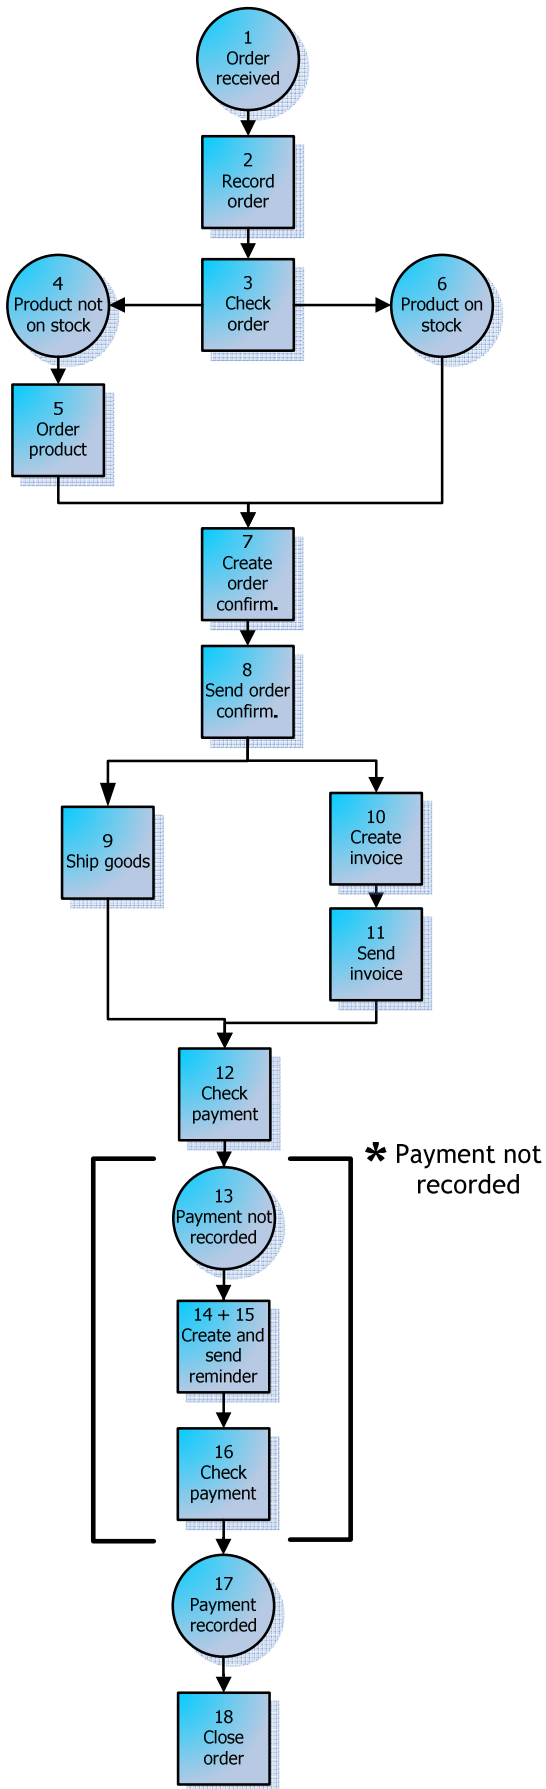 1
Order
received
2
Record
order
3
Check
order
4
Product not
on stock
5
Order
product
6
Product on
stock
7
Create
order
confirm.
8
Send order
confirm.
9
Ship goods
10
Create
invoice
11
Send
invoice
12
Check
payment
* Payment not
recorded
13
Payment not
recorded
14 + 15
Create and
send
reminder
16
Check
payment
17
Payment
recorded
18
Close
order